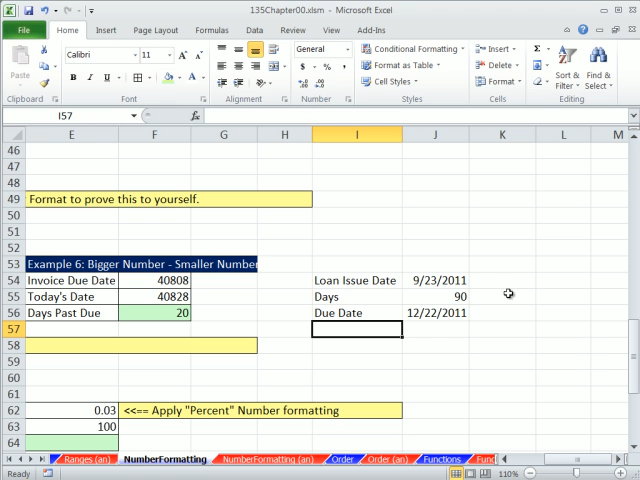 135Chapter00.xlsm - Microsoft Excel
File Home Insert Page Layout Formulas Data Review View Add-Ins
Paste
Calibri 11
B I U
General
$ % ,
Conditional Formatting
Format as Table
Cell Styles
Insert
Delete
Format
Σ
Sort & Filter
Find & Select
Clipboard Font Alignment Number Styles Cells Editing
I57 fx
E F G H I J K L M
46
47
48
49 Format to prove this to yourself.
50
51
52
53 Example 6: Bigger Number - Smaller Number
54 Invoice Due Date 40808 Loan Issue Date 9/23/2011
55 Today's Date 40828 Days 90
56 Days Past Due 20 Due Date 12/22/2011
57
58
59
60
61
62 0.03 <<== Apply "Percent" Number formatting
63 100
64
Ranges (an) NumberFormatting NumberFormatting (an) Order Order (an) Functions Func
Ready 110%